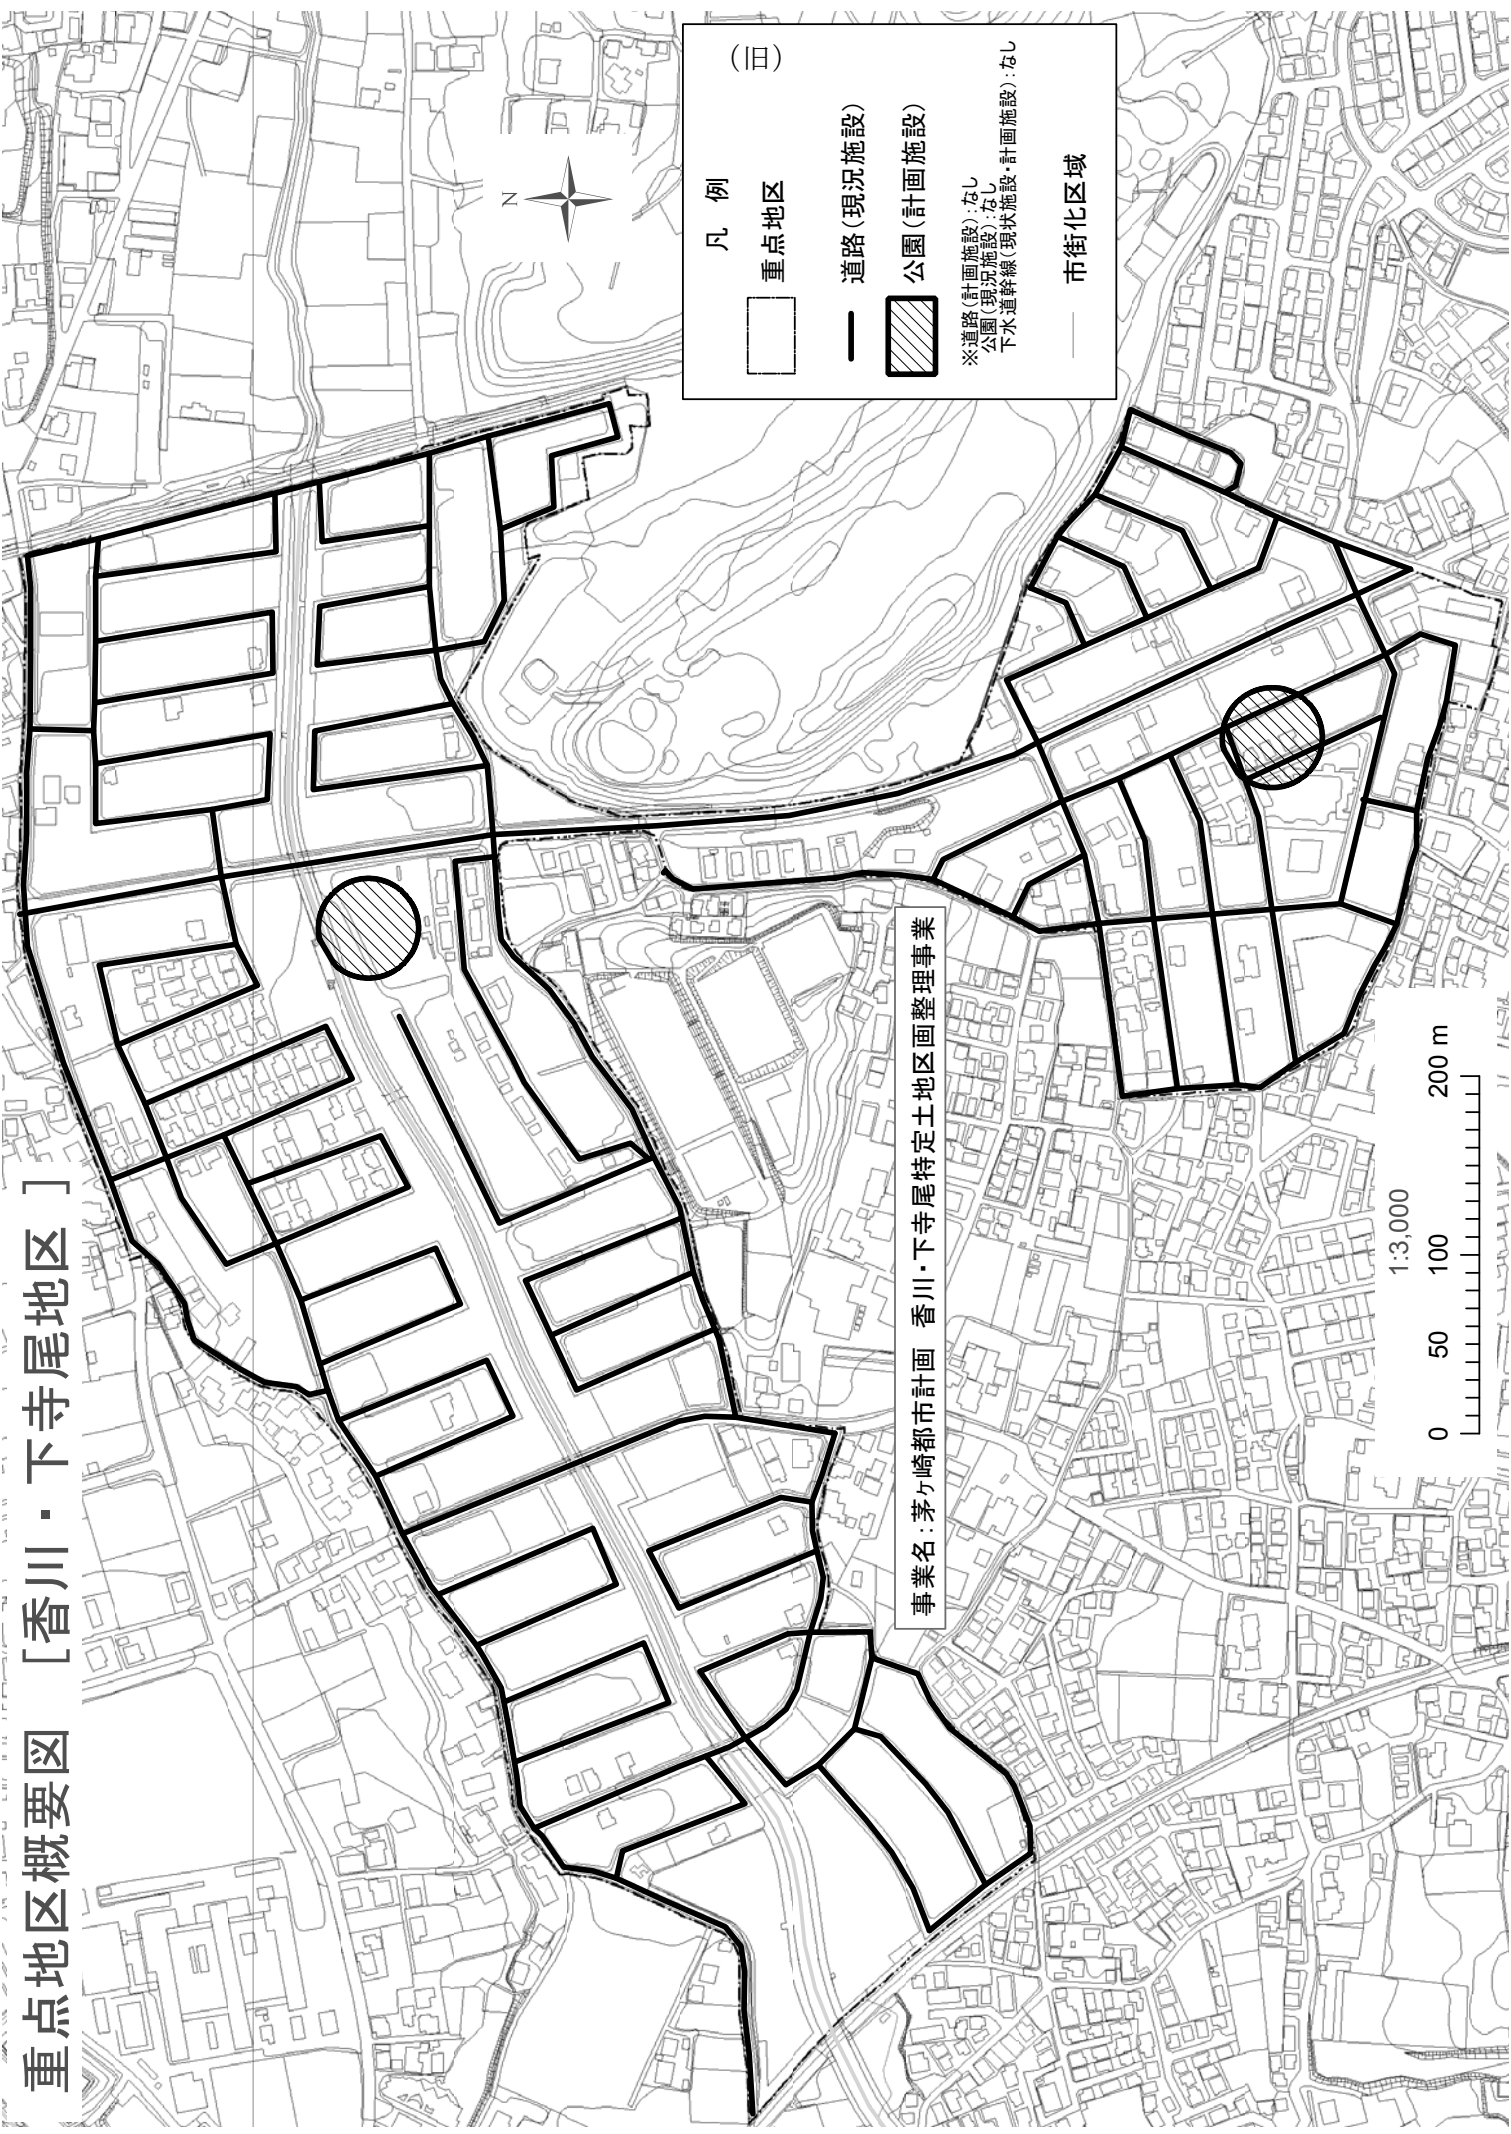 重点地区概要図 ［香川・下寺尾地区 ］
（旧）
凡 例
重点地区
道路（現況施設）
公園（計画施設）
※道路（計画施設）：なし
公園（現況施設）：なし
下水道幹線（現状施設・計画施設）：なし
市街化区域
N
事業名：茅ヶ崎都市計画 香川・下寺尾特定土地区画整理事業
1:3,000
0 50 100 200 m